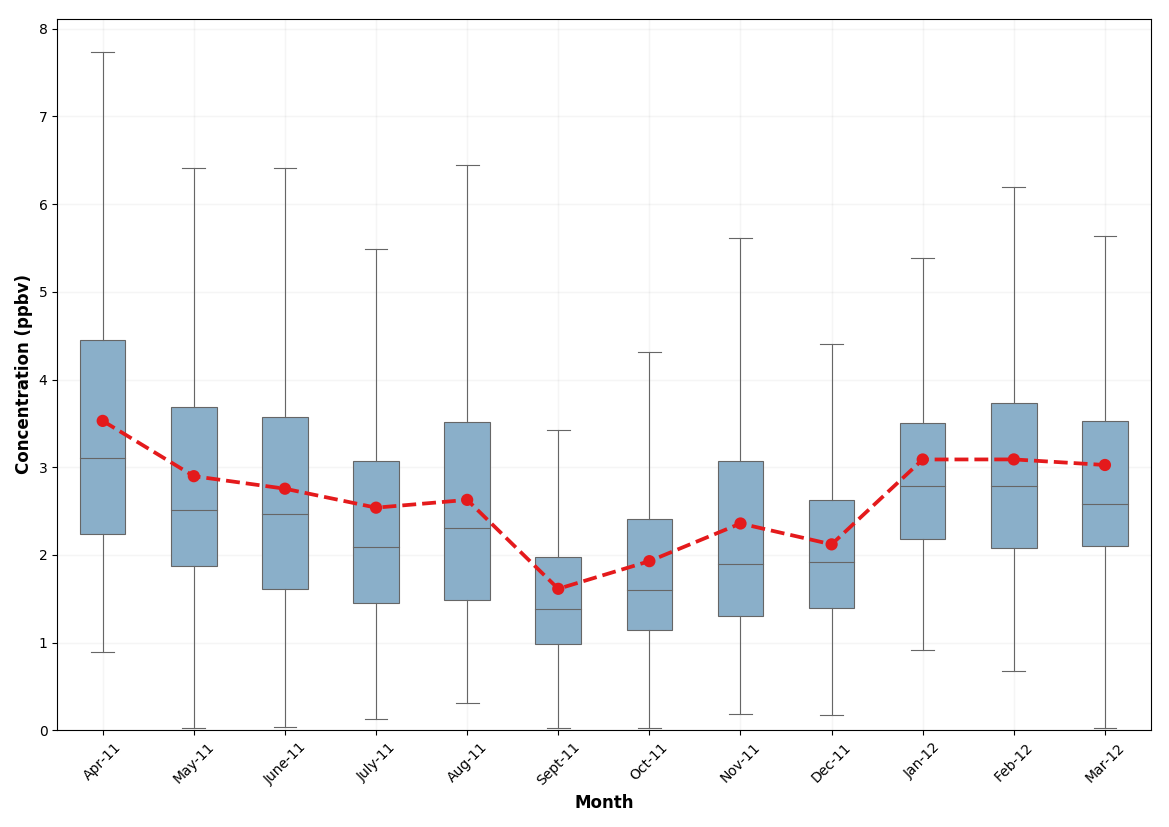 8
7
6
5
4
3
2
1
0
Concentration (ppbv)
Apr-11
May-11
June-11
July-11
Aug-11
Sept-11
Oct-11
Nov-11
Dec-11
Jan-12
Feb-12
Mar-12
Month